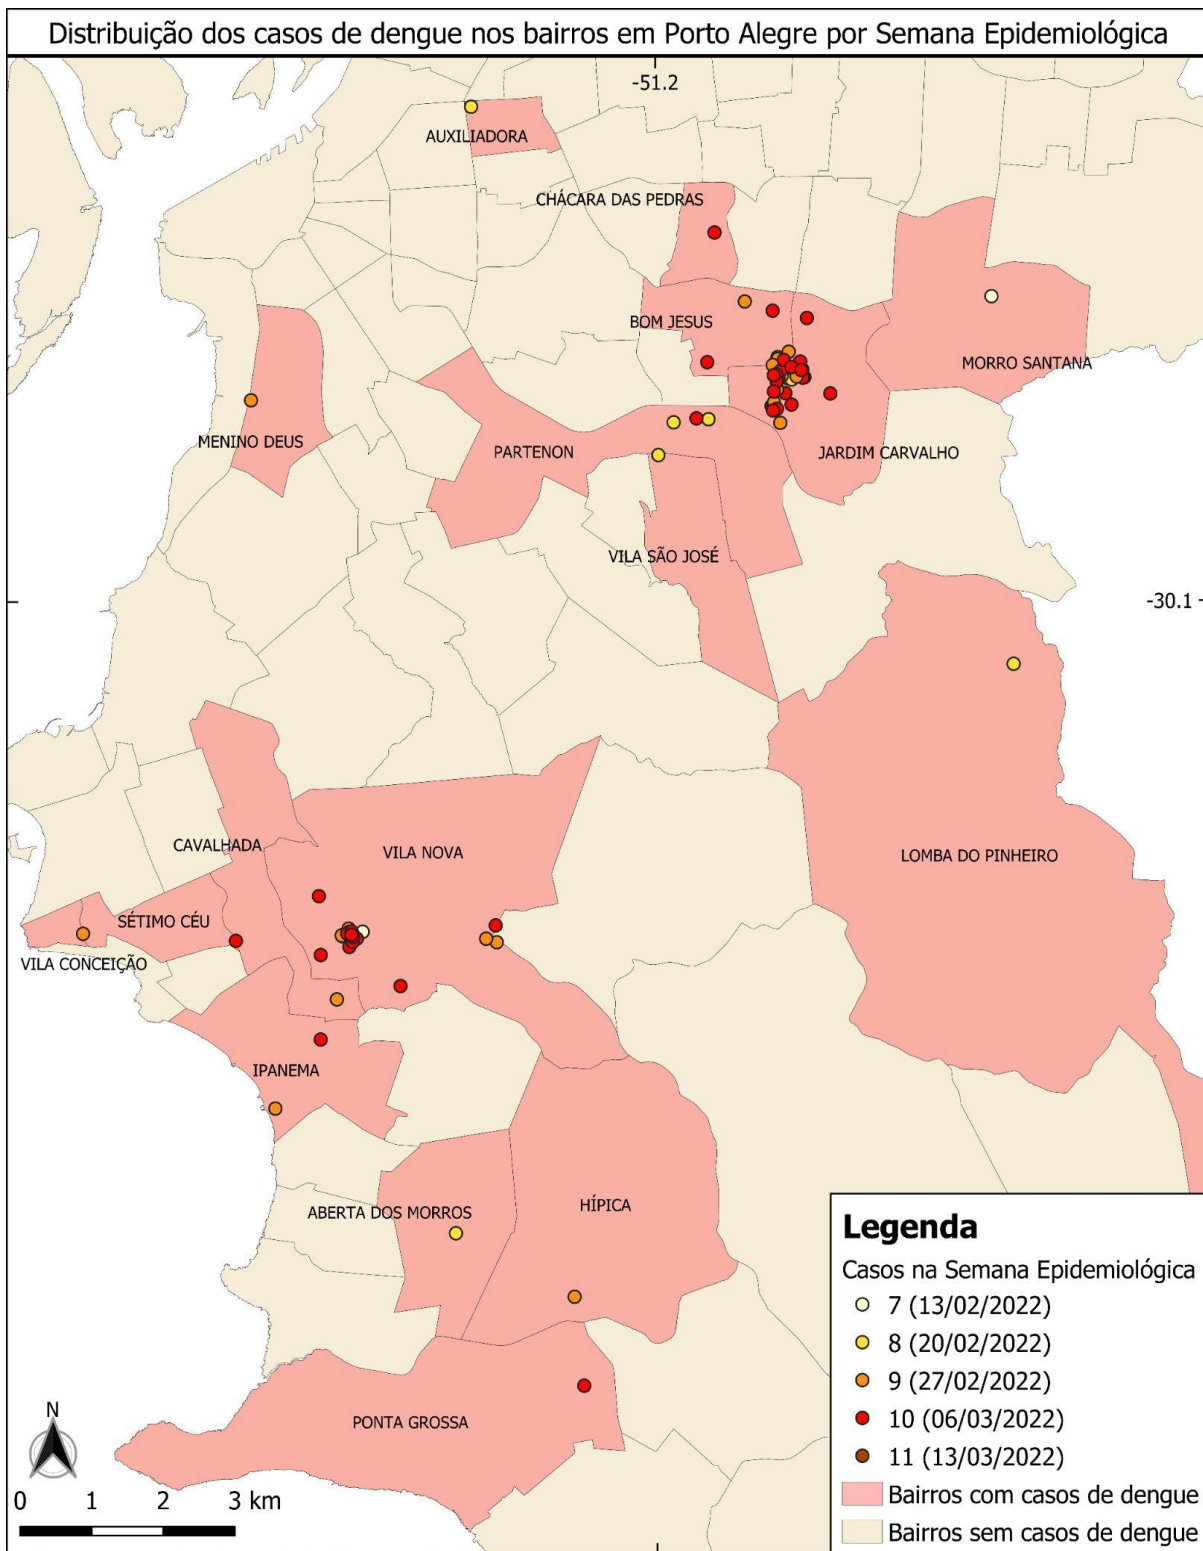 Distribuição dos casos de dengue nos bairros em Porto Alegre por Semana Epidemiológica
-51.2
AUXILIADORA
CHÁCARA DAS PEDRAS
BOM JESUS
MORRO SANTANA
MENINO DEUS
PARTENON
JARDIM CARVALHO
VILA SÃO JOSÉ
-30.1
CAVALHADA
VILA NOVA
LOMBA DO PINHEIRO
SÉTIMO CÉU
VILA CONCEIÇÃO
IPANEMA
ABERTA DOS MORROS
HÍPICA
PONTA GROSSA
N
0 1 2 3 km
Legenda
Casos na Semana Epidemiológica
7 (13/02/2022)
8 (20/02/2022)
9 (27/02/2022)
10 (06/03/2022)
11 (13/03/2022)
Bairros com casos de dengue
Bairros sem casos de dengue